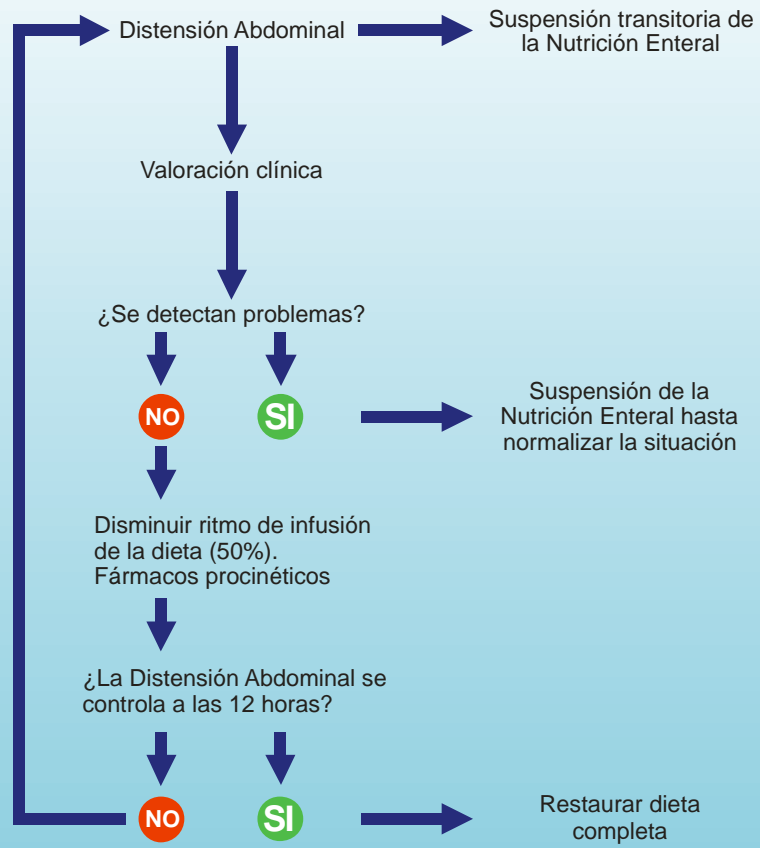 Distensión Abdominal
Suspensión transitoria de
la Nutrición Enteral
Valoración clínica
¿Se detectan problemas?
NO
SI
Suspensión de la
Nutrición Enteral hasta
normalizar la situación
Disminuir ritmo de infusión
de la dieta (50%).
Fármacos procinéticos
¿La Distensión Abdominal se
controla a las 12 horas?
NO
SI
Restaurar dieta
completa